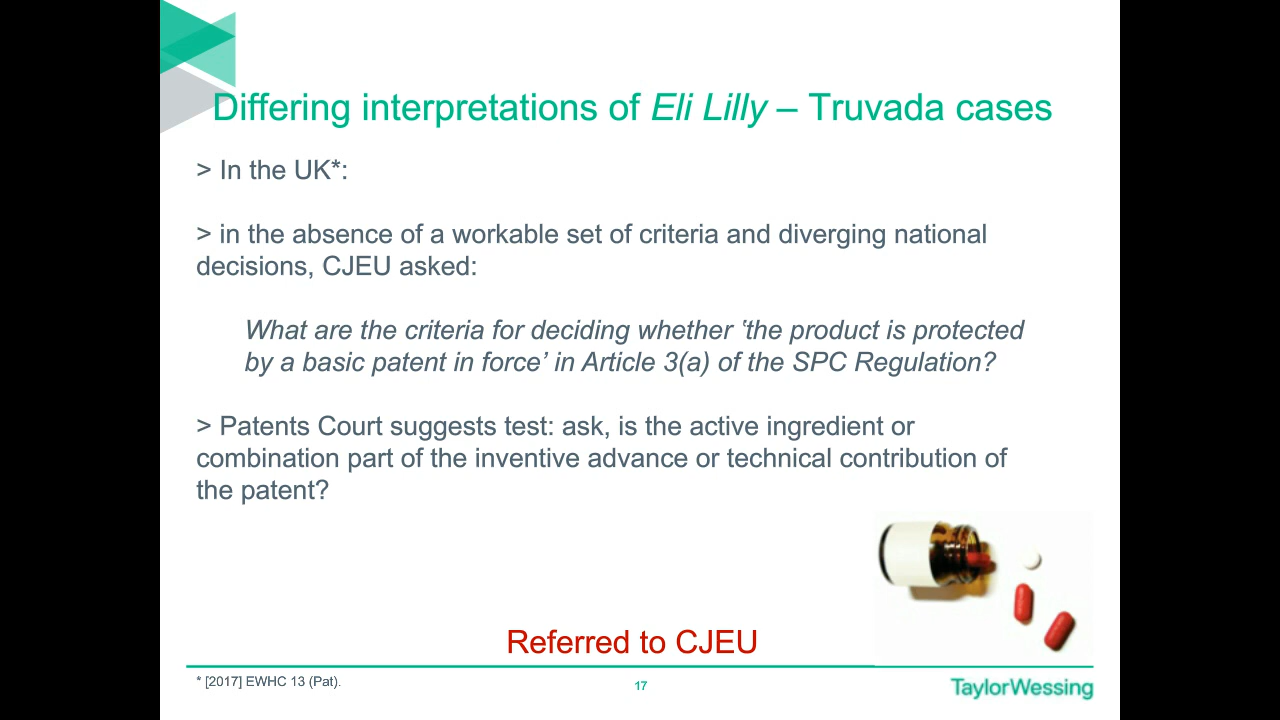 Differing interpretations of Eli Lilly – Truvada cases
> In the UK*:
> in the absence of a workable set of criteria and diverging national
decisions, CJEU asked:
What are the criteria for deciding whether ‛the product is protected
by a basic patent in force’ in Article 3(a) of the SPC Regulation?
> Patents Court suggests test: ask, is the active ingredient or
combination part of the inventive advance or technical contribution of
the patent?
Referred to CJEU
* [2017] EWHC 13 (Pat).
17
TaylorWessing